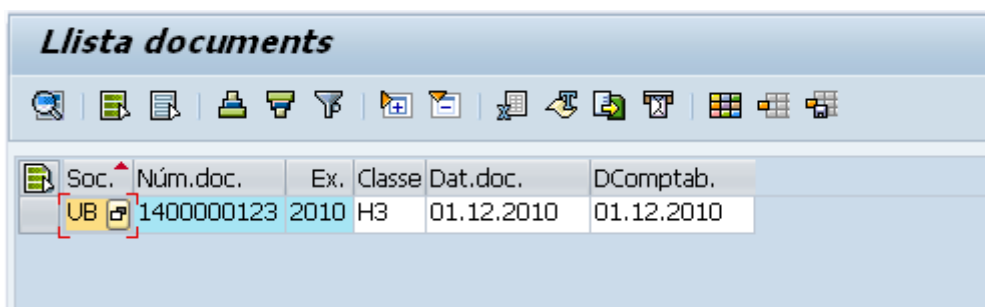 Llista documents
Soc. Núm.doc. Ex. Classe Dat.doc. DComptab.
UB 1400000123 2010 H3 01.12.2010 01.12.2010